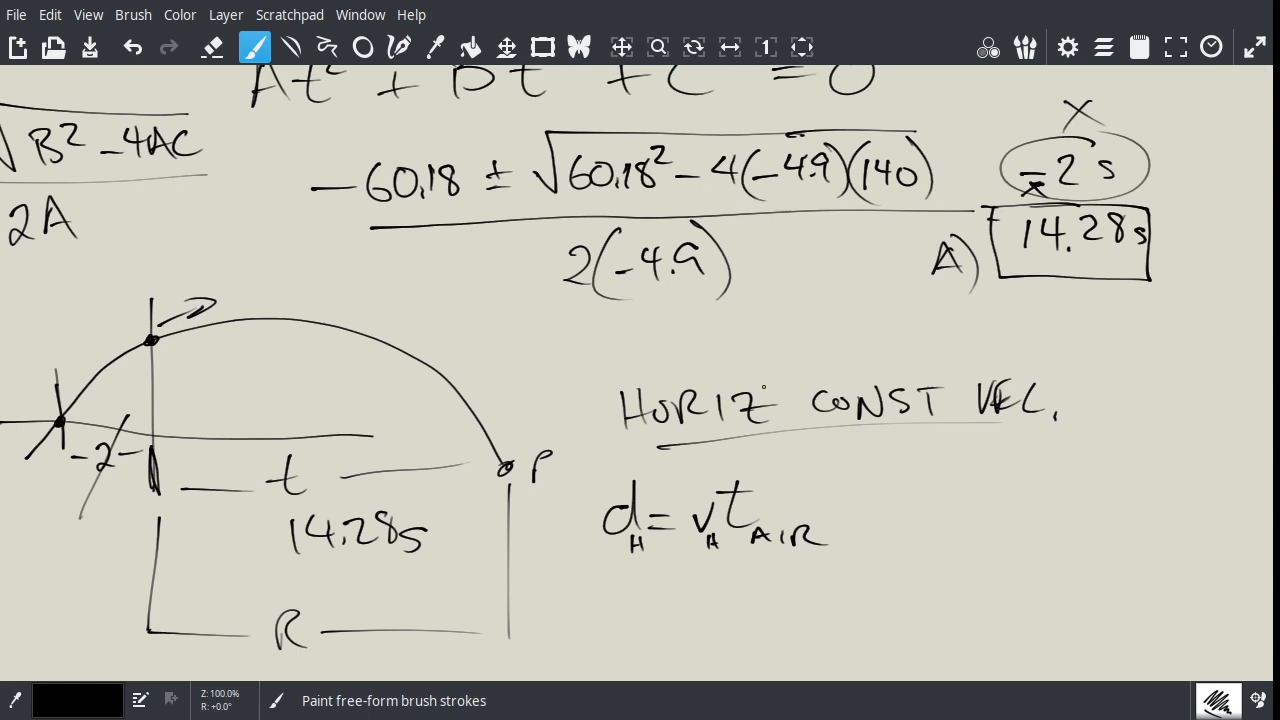 File Edit View Brush Color Layer Scratchpad Window Help
At² + Bt + C = 0
√B² - 4AC
2A
-60.18 ± √60.18² - 4(-4.9)(140)
2(-4.9)
x
-2 s
A) 14.28s
HORIZ CONST VEL.
-2-
t
P
14.28s
d_H = v_H t_AIR
R
Z: 100.0%
R: +0.0°
Paint free-form brush strokes